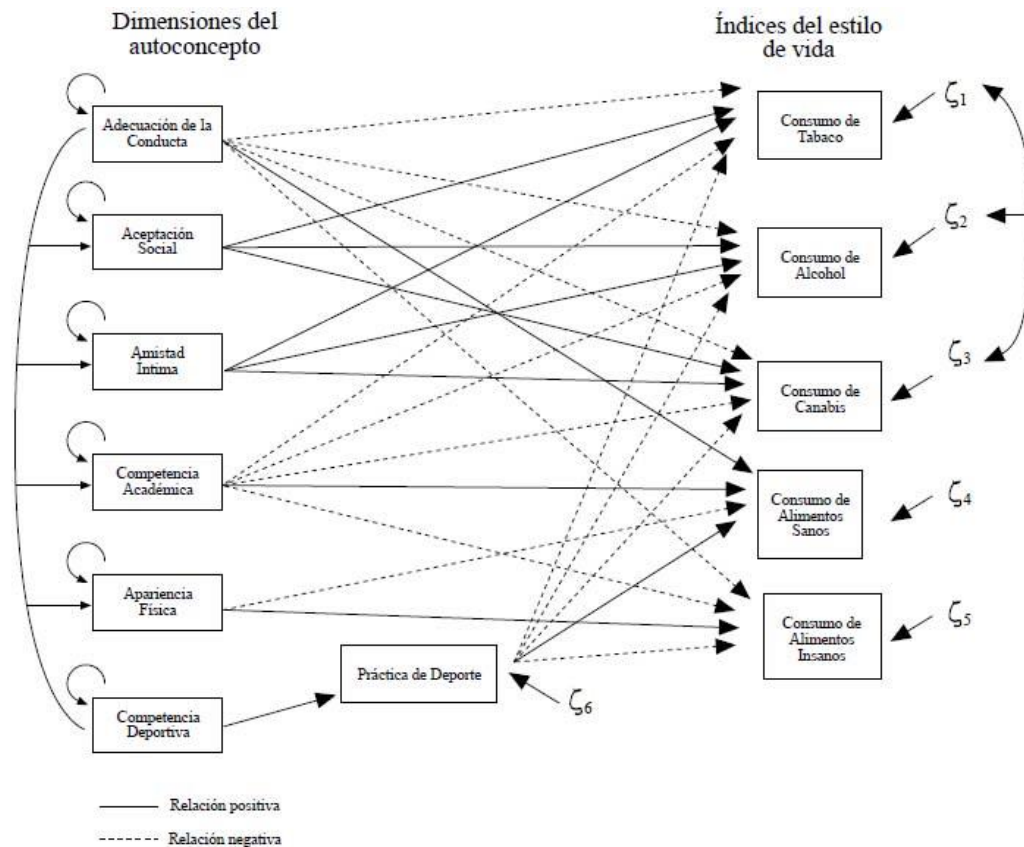 Dimensiones del
autoconcepto
Índices del estilo
de vida
Adecuación de la
Conducta
Consumo de
Tabaco
ζ1
Aceptación
Social
Consumo de
Alcohol
ζ2
Amistad
Intima
Consumo de
Canabis
ζ3
Competencia
Académica
Consumo de
Alimentos
Sanos
ζ4
Apariencia
Física
Consumo de
Alimentos
Insanos
ζ5
Práctica de Deporte
ζ6
Competencia
Deportiva
Relación positiva
Relación negativa